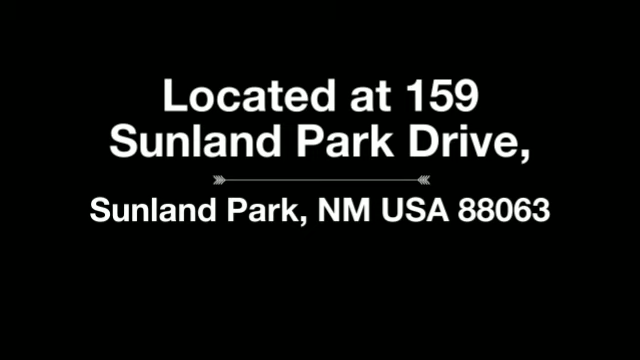 Located at 159
Sunland Park Drive,
Sunland Park, NM USA 88063